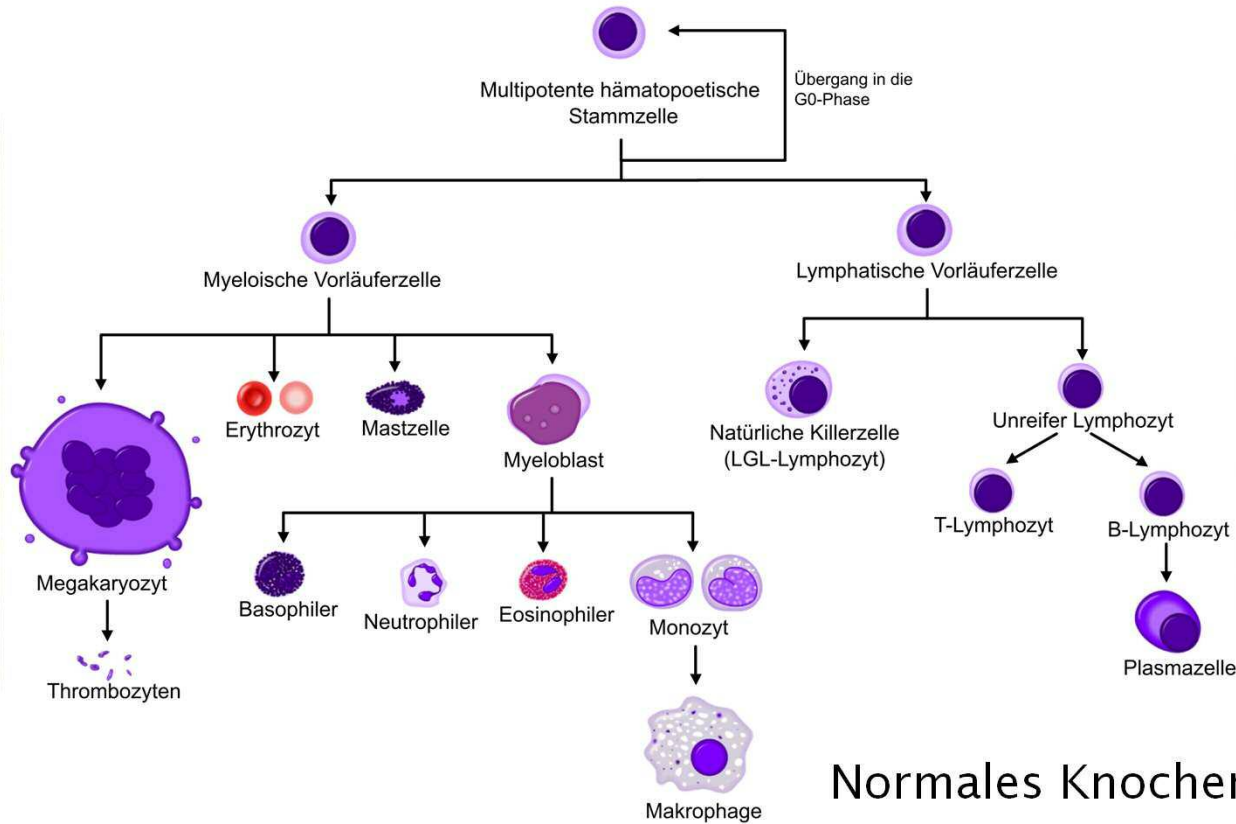 Multipotente hämatopoetische
Stammzelle
Übergang in die
G0-Phase
Myeloische Vorläuferzelle
Lymphatische Vorläuferzelle
Erythrozyt
Mastzelle
Myeloblast
Natürliche Killerzelle
(LGL-Lymphozyt)
Unreifer Lymphozyt
T-Lymphozyt
B-Lymphozyt
Megakaryozyt
Basophiler
Neutrophiler
Eosinophiler
Monozyt
Plasmazelle
Thrombozyten
Makrophage
Normales